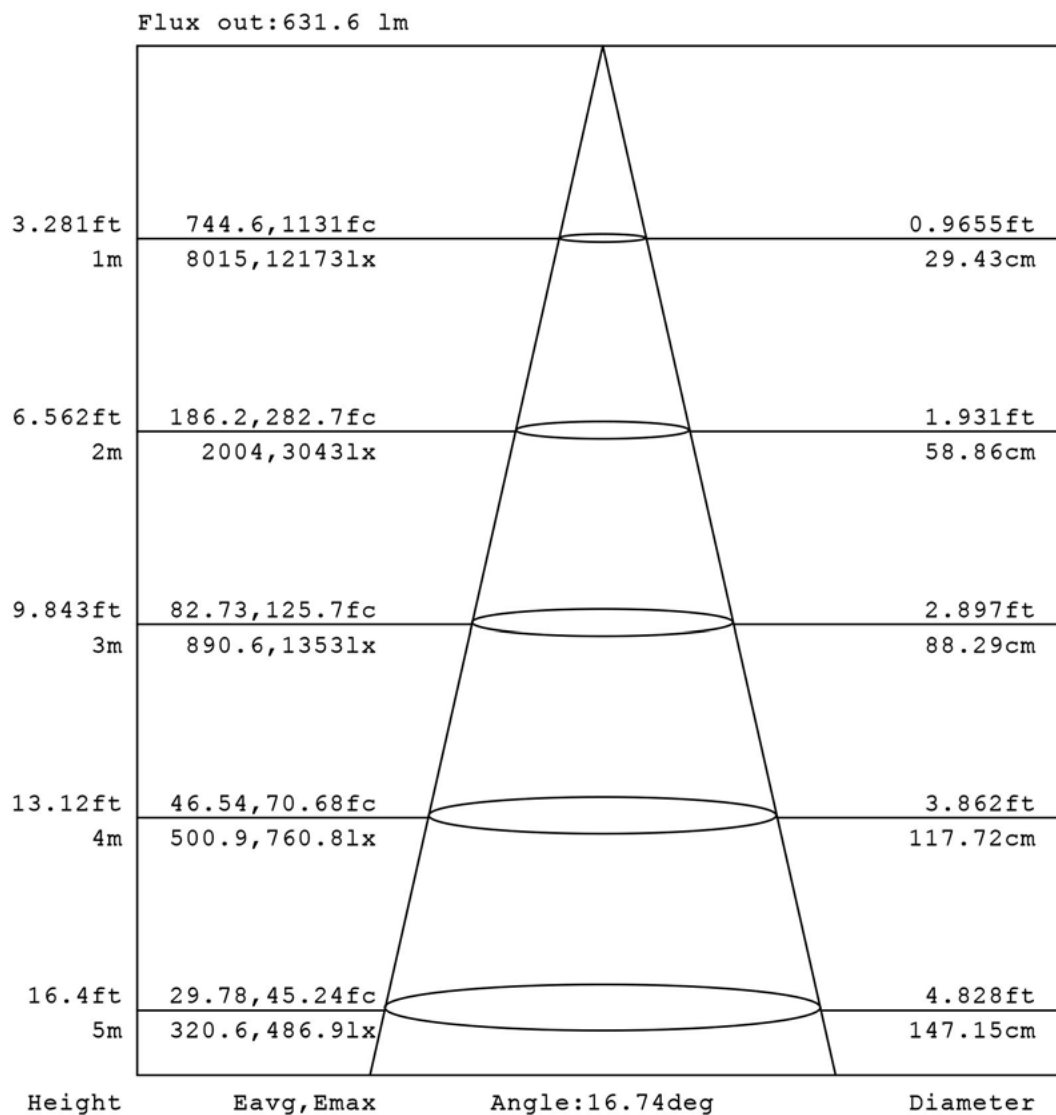 Flux out:631.6 lm
3.281ft 744.6,1131fc 0.9655ft
1m 8015,12173lx 29.43cm
6.562ft 186.2,282.7fc 1.931ft
2m 2004,3043lx 58.86cm
9.843ft 82.73,125.7fc 2.897ft
3m 890.6,1353lx 88.29cm
13.12ft 46.54,70.68fc 3.862ft
4m 500.9,760.8lx 117.72cm
16.4ft 29.78,45.24fc 4.828ft
5m 320.6,486.9lx 147.15cm
Height Eavg,Emax Angle:16.74deg Diameter